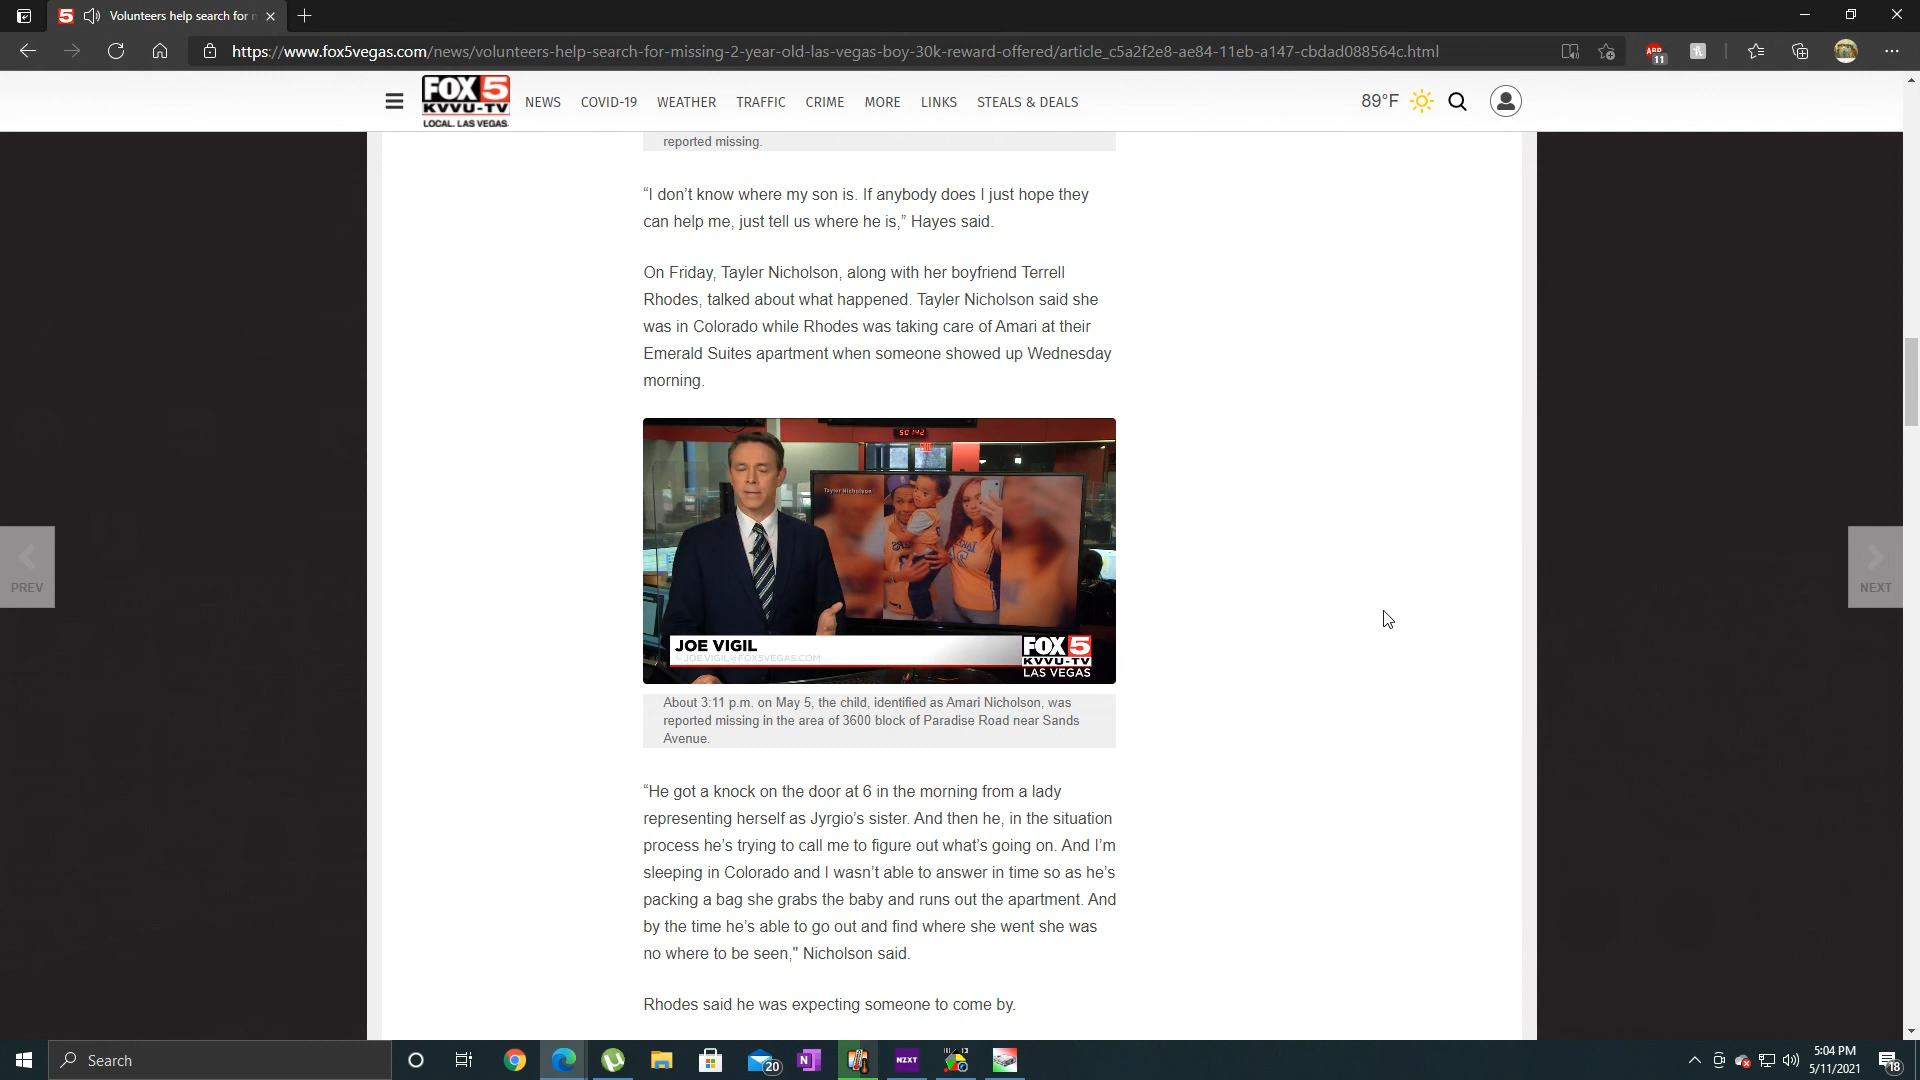 Volunteers help search for
https://www.fox5vegas.com/news/volunteers-help-search-for-missing-2-year-old-las-vegas-boy-30k-reward-offered/article_c5a2f2e8-ae84-11eb-a147-cbdad088564c.html
11
FOX 5
KVVU-TV
LOCAL. LAS VEGAS.
NEWS COVID-19 WEATHER TRAFFIC CRIME MORE LINKS STEALS & DEALS
89°F
reported missing.
“I don’t know where my son is. If anybody does I just hope they
can help me, just tell us where he is,” Hayes said.
On Friday, Tayler Nicholson, along with her boyfriend Terrell
Rhodes, talked about what happened. Tayler Nicholson said she
was in Colorado while Rhodes was taking care of Amari at their
Emerald Suites apartment when someone showed up Wednesday
morning.
Tayler Nicholson
JOE VIGIL
JOE.VIGIL@FOX5VEGAS.COM
FOX 5
KVVU-TV
LAS VEGAS
PREV
NEXT
About 3:11 p.m. on May 5, the child, identified as Amari Nicholson, was
reported missing in the area of 3600 block of Paradise Road near Sands
Avenue.
“He got a knock on the door at 6 in the morning from a lady
representing herself as Jyrgio’s sister. And then he, in the situation
process he’s trying to call me to figure out what’s going on. And I’m
sleeping in Colorado and I wasn’t able to answer in time so as he’s
packing a bag she grabs the baby and runs out the apartment. And
by the time he’s able to go out and find where she went she was
no where to be seen," Nicholson said.
Rhodes said he was expecting someone to come by.
Search
20
NZXT
5:04 PM
5/11/2021
18